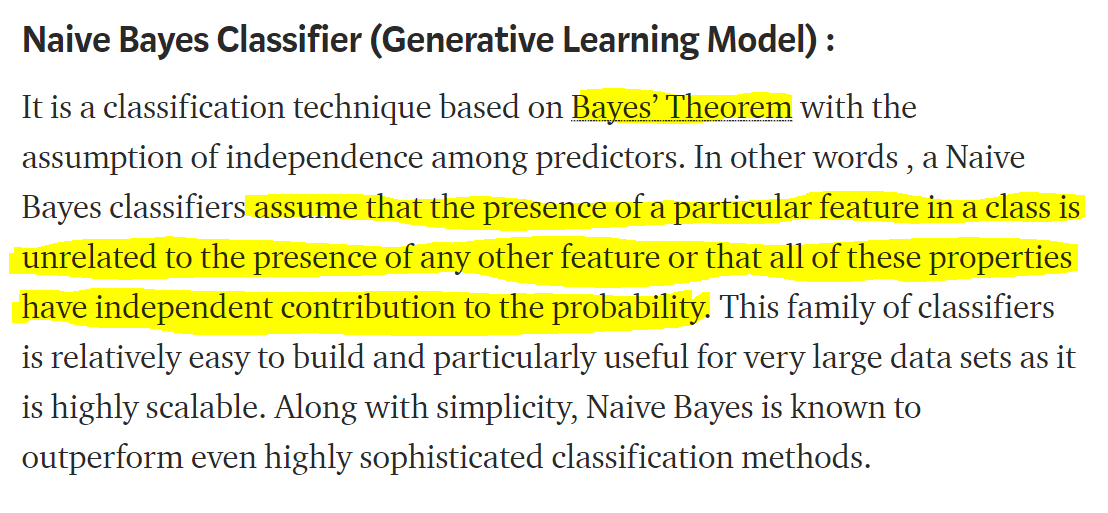 Naive Bayes Classifier (Generative Learning Model) :
It is a classification technique based on Bayes’ Theorem with the
assumption of independence among predictors. In other words , a Naive
Bayes classifiers assume that the presence of a particular feature in a class is
unrelated to the presence of any other feature or that all of these properties
have independent contribution to the probability. This family of classifiers
is relatively easy to build and particularly useful for very large data sets as it
is highly scalable. Along with simplicity, Naive Bayes is known to
outperform even highly sophisticated classification methods.